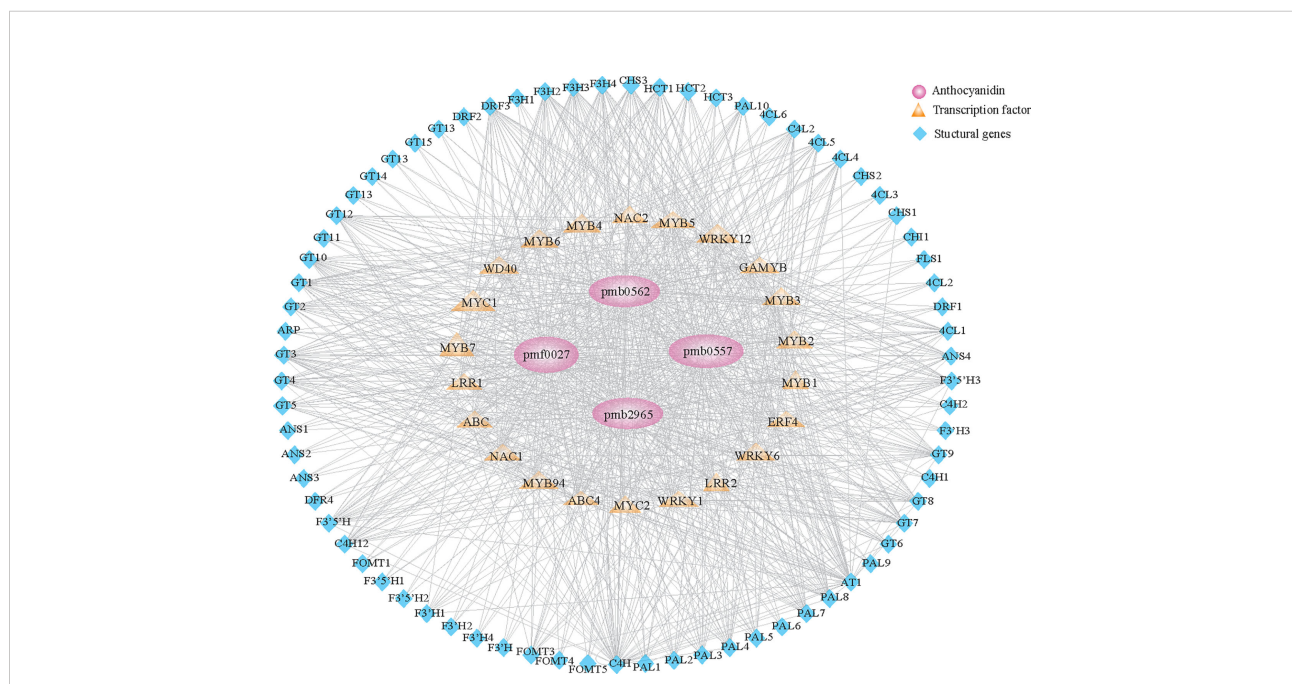 Anthocyanidin
Transcription factor
Stuctural genes
CHS3
HCT1
HCT2
HCT3
PAL10
4CL6
C4L2
4CL5
4CL4
CHS2
4CL3
CHS1
CHI1
FLS1
4CL2
DRF1
4CL1
ANS4
F3'5'H3
C4H2
F3'H3
GT9
C4H1
GT8
GT7
GT6
PAL9
AT1
PAL8
PAL7
PAL6
PAL5
PAL4
PAL3
PAL2
PAL1
C4H
FOMT5
FOMT4
FOMT3
F3'H
F3'H4
F3'H2
F3'H1
F3'5'H2
F3'5'H1
FOMT1
C4H12
F3'5'H
DFR4
ANS3
ANS2
ANS1
GT5
GT4
GT3
ARP
GT2
GT1
GT10
GT11
GT12
GT13
GT14
GT13
GT15
GT13
DRF2
DRF3
F3H1
F3H2
F3H3
F3H4
NAC2
MYB5
WRKY12
GAMYB
MYB3
MYB2
MYB1
ERF4
WRKY6
LRR2
WRKY1
MYC2
ABC4
MYB94
NAC1
ABC
LRR1
MYB7
MYC1
WD40
MYB6
MYB4
pmb0562
pmb0557
pmb2965
pmf0027